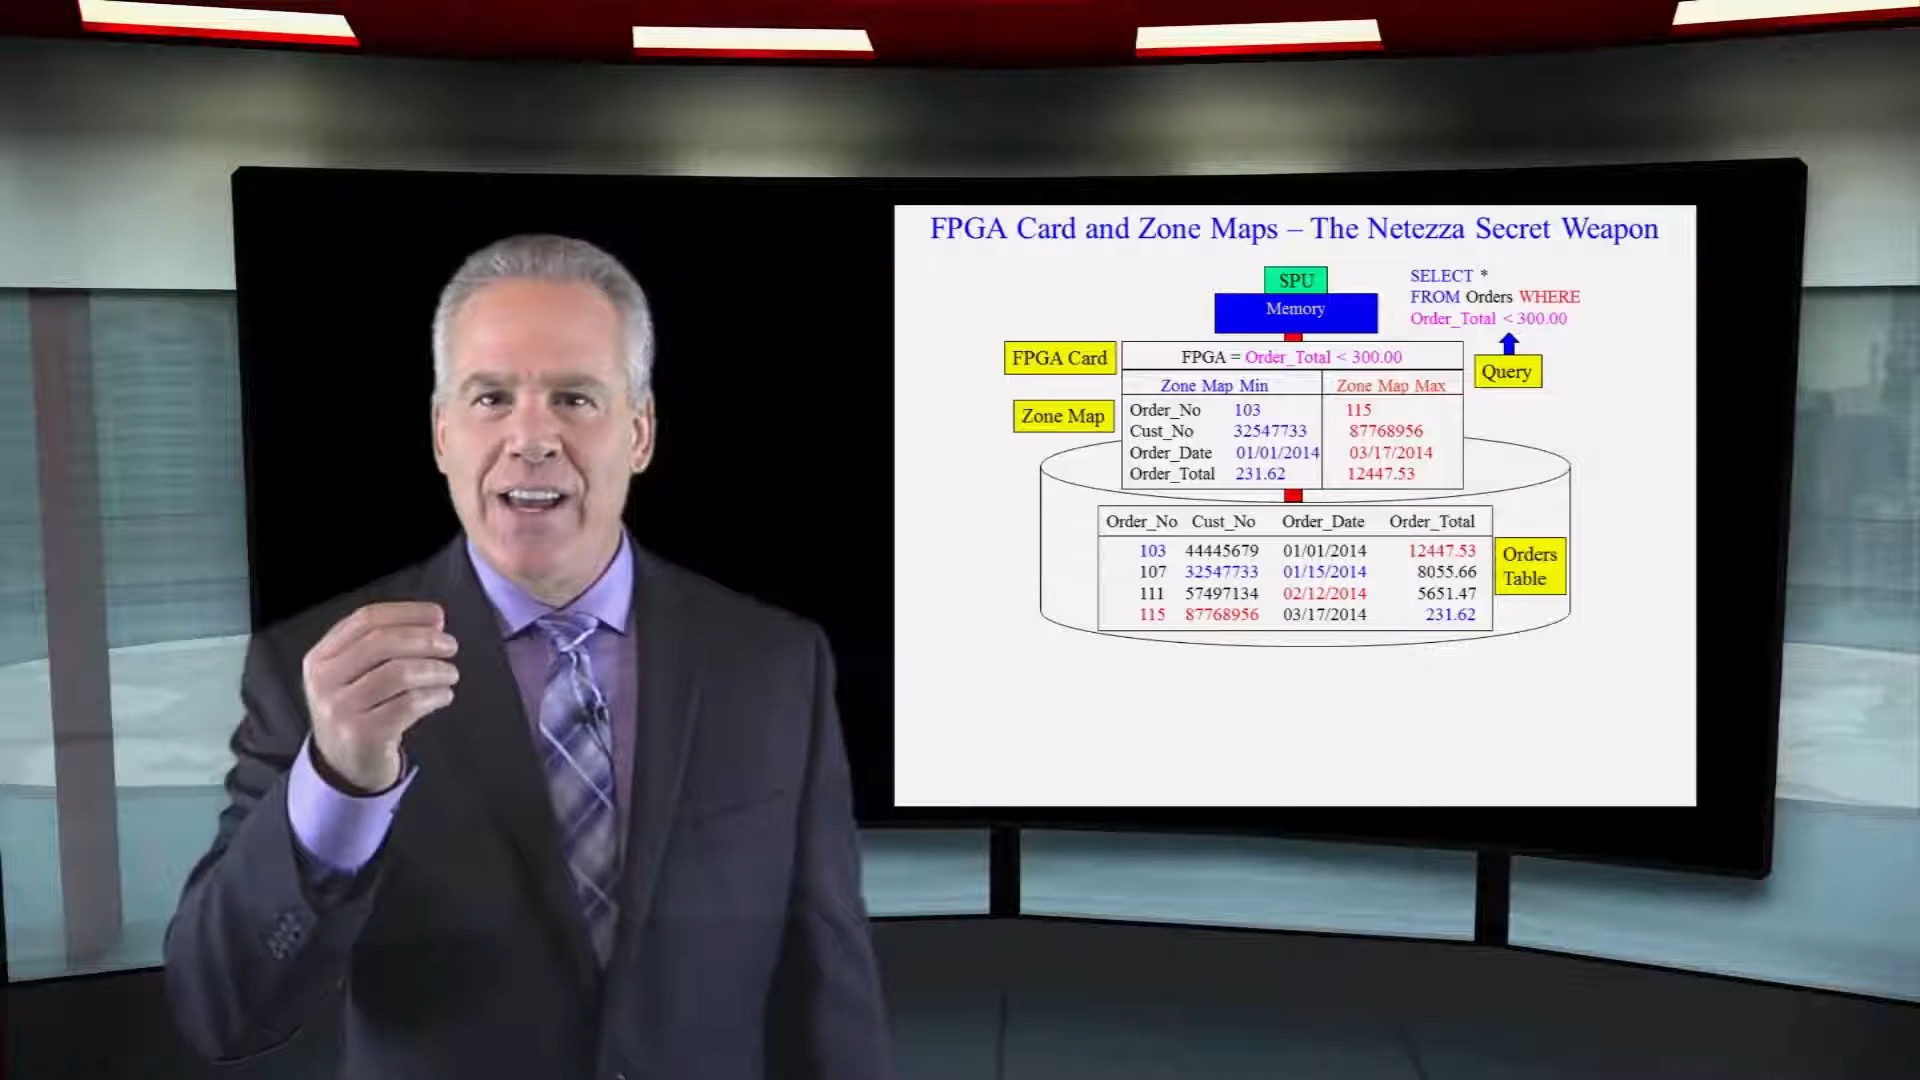 FPGA Card and Zone Maps – The Netezza Secret Weapon
SPU
Memory
SELECT *
FROM Orders WHERE
Order_Total < 300.00
Query
FPGA Card
FPGA = Order_Total < 300.00
Zone Map
Zone Map Min Zone Map Max
Order_No 103 115
Cust_No 32547733 87768956
Order_Date 01/01/2014 03/17/2014
Order_Total 231.62 12447.53
Order_No Cust_No Order_Date Order_Total
103 44445679 01/01/2014 12447.53
107 32547733 01/15/2014 8055.66
111 57497134 02/12/2014 5651.47
115 87768956 03/17/2014 231.62
Orders
Table